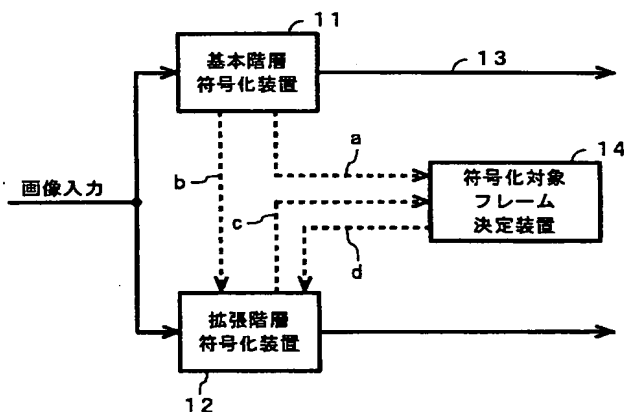 11
基本階層
符号化装置
13
a
14
符号化対象
フレーム
決定装置
画像入力
b
c
d
拡張階層
符号化装置
12